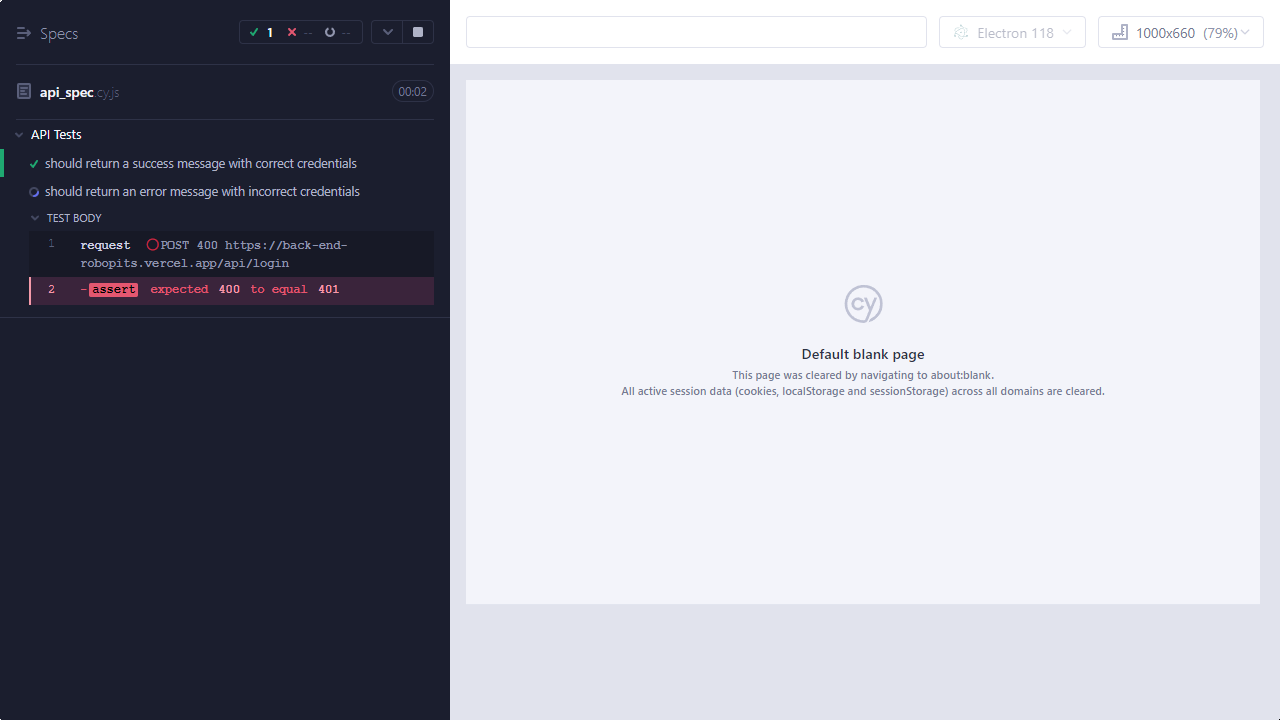 Specs
1 -- --
api_spec.cy.js 00:02
API Tests
should return a success message with correct credentials
should return an error message with incorrect credentials
TEST BODY
1 request POST 400 https://back-end-
robopits.vercel.app/api/login
2 -assert expected 400 to equal 401
Electron 118
1000x660 (79%)
cy
Default blank page
This page was cleared by navigating to about:blank.
All active session data (cookies, localStorage and sessionStorage) across all domains are cleared.